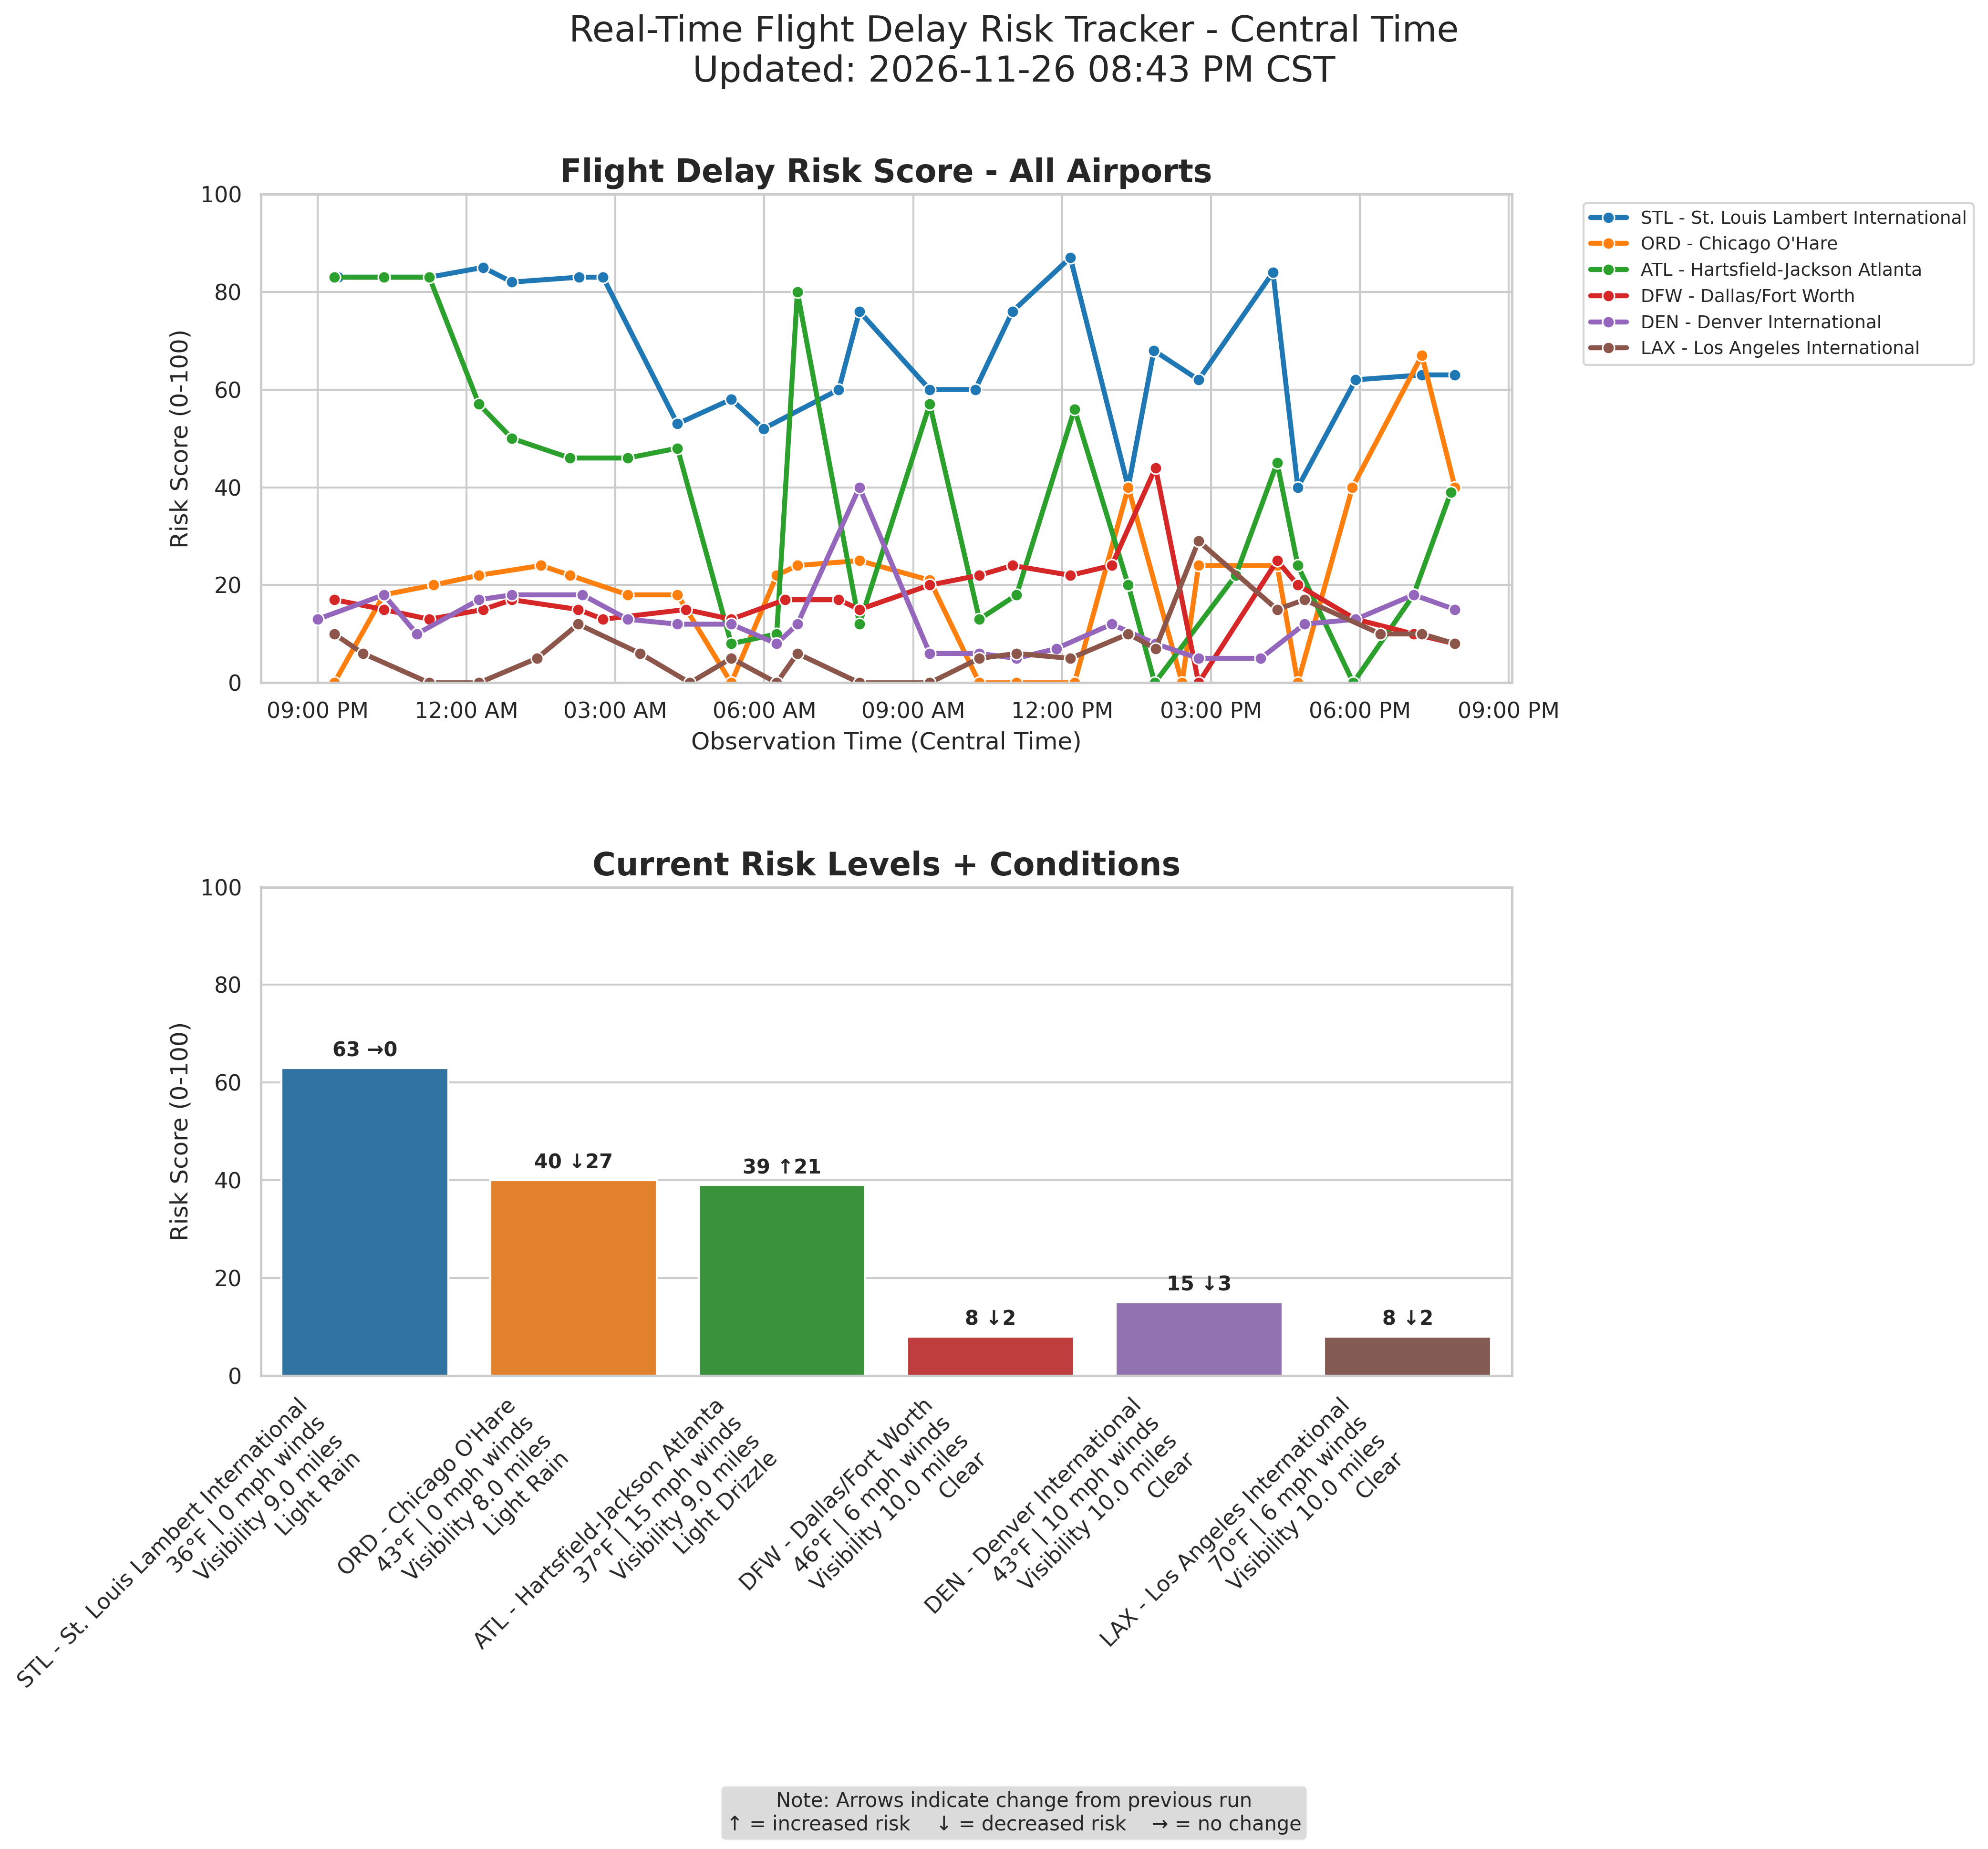 Real-Time Flight Delay Risk Tracker - Central Time
Updated: 2026-11-26 08:43 PM CST
Flight Delay Risk Score - All Airports
Risk Score (0-100)
100
80
60
40
20
0
09:00 PM
12:00 AM
03:00 AM
06:00 AM
09:00 AM
12:00 PM
03:00 PM
06:00 PM
09:00 PM
Observation Time (Central Time)
STL - St. Louis Lambert International
ORD - Chicago O'Hare
ATL - Hartsfield-Jackson Atlanta
DFW - Dallas/Fort Worth
DEN - Denver International
LAX - Los Angeles International
Current Risk Levels + Conditions
Risk Score (0-100)
100
80
60
40
20
0
63 →0
40 ↓27
39 ↑21
8 ↓2
15 ↓3
8 ↓2
STL - St. Louis Lambert International
36°F | 0 mph winds
Visibility 9.0 miles
Light Rain
ORD - Chicago O'Hare
43°F | 0 mph winds
Visibility 8.0 miles
Light Rain
ATL - Hartsfield-Jackson Atlanta
37°F | 15 mph winds
Visibility 9.0 miles
Light Drizzle
DFW - Dallas/Fort Worth
46°F | 6 mph winds
Visibility 10.0 miles
Clear
DEN - Denver International
43°F | 10 mph winds
Visibility 10.0 miles
Clear
LAX - Los Angeles International
70°F | 6 mph winds
Visibility 10.0 miles
Clear
Note: Arrows indicate change from previous run
↑ = increased risk ↓ = decreased risk → = no change